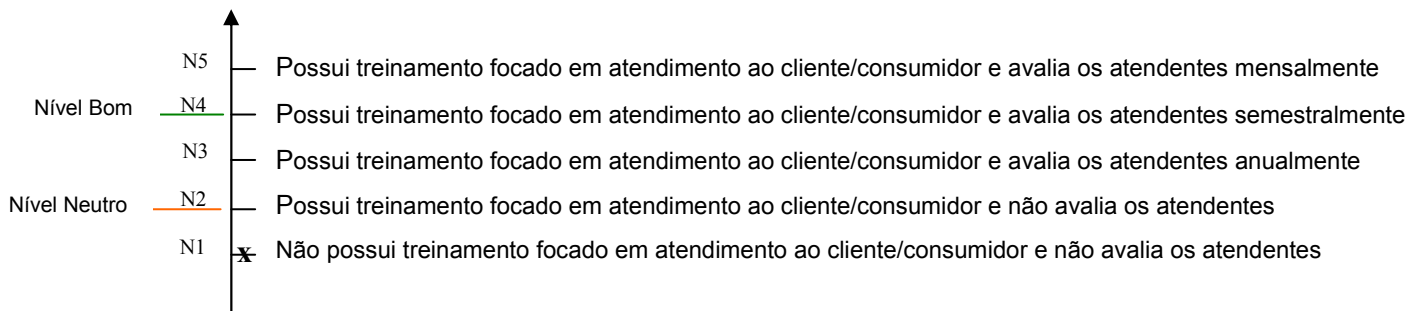 N5 Possui treinamento focado em atendimento ao cliente/consumidor e avalia os atendentes mensalmente
Nível Bom N4 Possui treinamento focado em atendimento ao cliente/consumidor e avalia os atendentes semestralmente
N3 Possui treinamento focado em atendimento ao cliente/consumidor e avalia os atendentes anualmente
Nível Neutro N2 Possui treinamento focado em atendimento ao cliente/consumidor e não avalia os atendentes
N1 x Não possui treinamento focado em atendimento ao cliente/consumidor e não avalia os atendentes